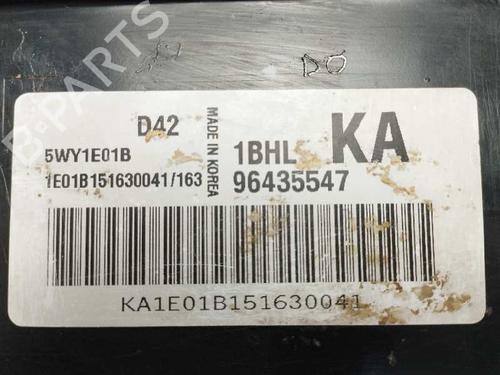 D42
5WY1E01B
1E01B151630041/163
MADE IN KOREA
1BHL KA
96435547
KA1E01B151630041
B-PARTS